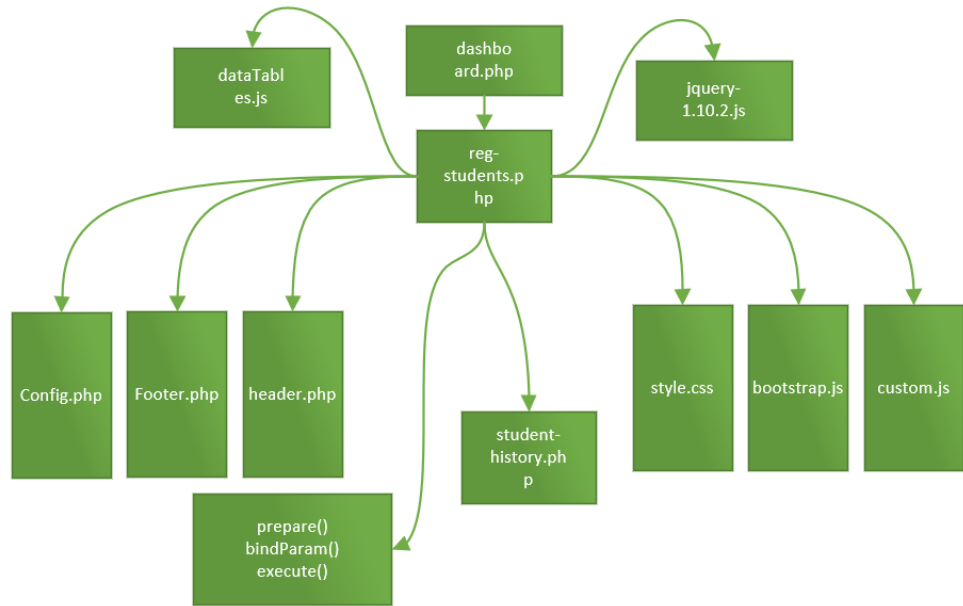 dashbo
ard.php
dataTabl
es.js
jquery-
1.10.2.js
reg-
students.p
hp
Config.php
Footer.php
header.php
style.css
bootstrap.js
custom.js
student-
history.ph
p
prepare()
bindParam()
execute()